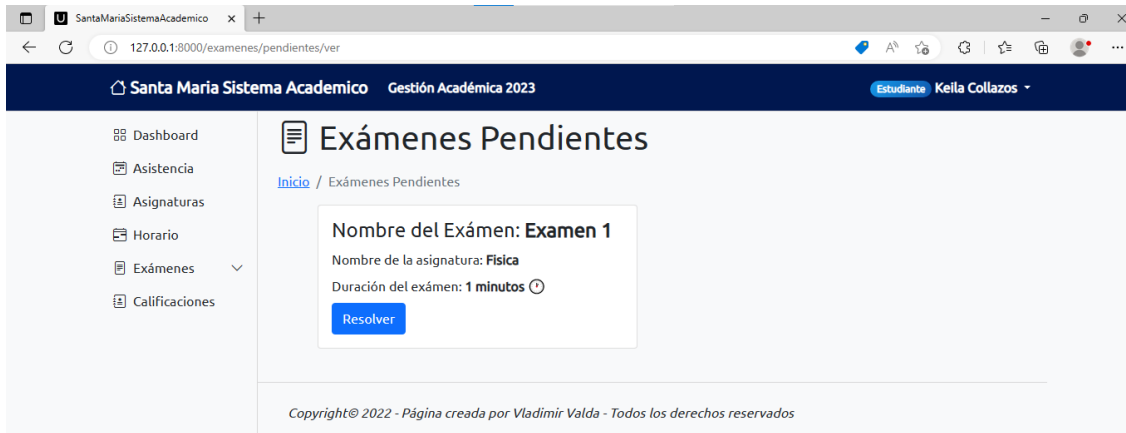 SantaMariaSistemaAcademico
127.0.0.1:8000/examenes/pendientes/ver
Santa Maria Sistema Academico Gestión Académica 2023 Estudiante Keila Collazos
Dashboard
Asistencia
Asignaturas
Horario
Exámenes
Calificaciones
Exámenes Pendientes
Inicio / Exámenes Pendientes
Nombre del Exámen: Examen 1
Nombre de la asignatura: Fisica
Duración del exámen: 1 minutos
Resolver
Copyright© 2022 - Página creada por Vladimir Valda - Todos los derechos reservados